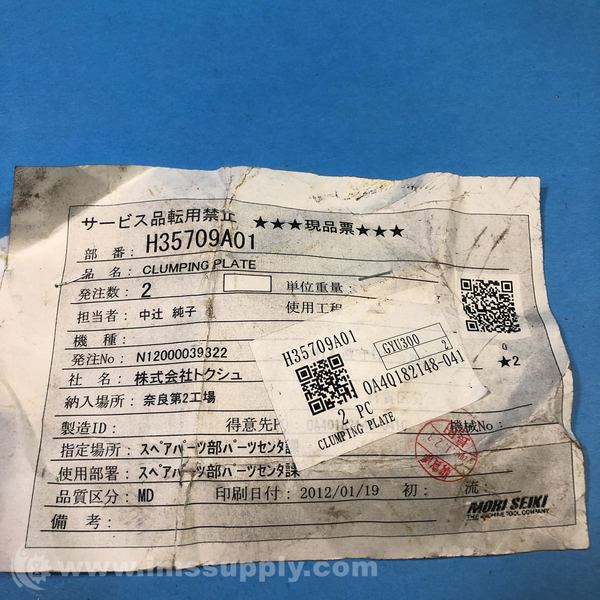 サービス品転用禁止 ★★★現品票★★★
部番: H35709A01
品名: CLUMPING PLATE
発注数: 2 単位重量:
担当者: 中辻 純子 使用工程
機種:
発注No: N12000039322
社名: 株式会社トクシュ
納入場所: 奈良第2工場
製造ID: 得意先P 機械No:
指定場所: スペアパーツ部パーツセンタ課
使用部署: スペアパーツ部パーツセンタ課
品質区分: MD 印刷日付: 2012/01/19 初: 流:
備考:
0
★2
H35709A01
GYU300 2
0A40182148-041
2 PC
CLUMPING PLATE
MORI SEIKI
THE MACHINE TOOL COMPANY
© www.missupply.com